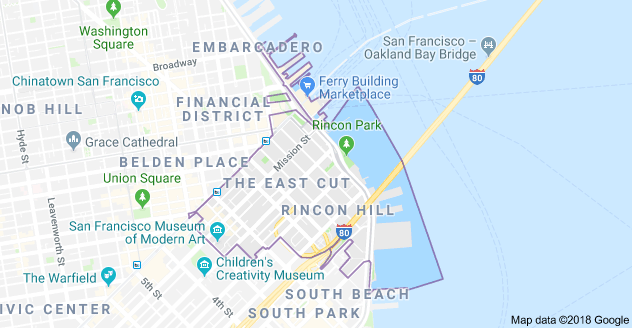 Washington
Square
EMBARCADERO
San Francisco –
Oakland Bay Bridge
Broadway
80
Chinatown San Francisco
Ferry Building
Marketplace
NOB HILL
FINANCIAL
DISTRICT
Rincon Park
Hyde St
Grace Cathedral
Mission St
BELDEN PLACE
Union Square
THE EAST CUT
Leavenworth St
RINCON HILL
San Francisco Museum
of Modern Art
80
Children's
Creativity Museum
The Warfield
5th St
4th St
SOUTH BEACH
IVIC CENTER
SOUTH PARK
Map data ©2018 Google